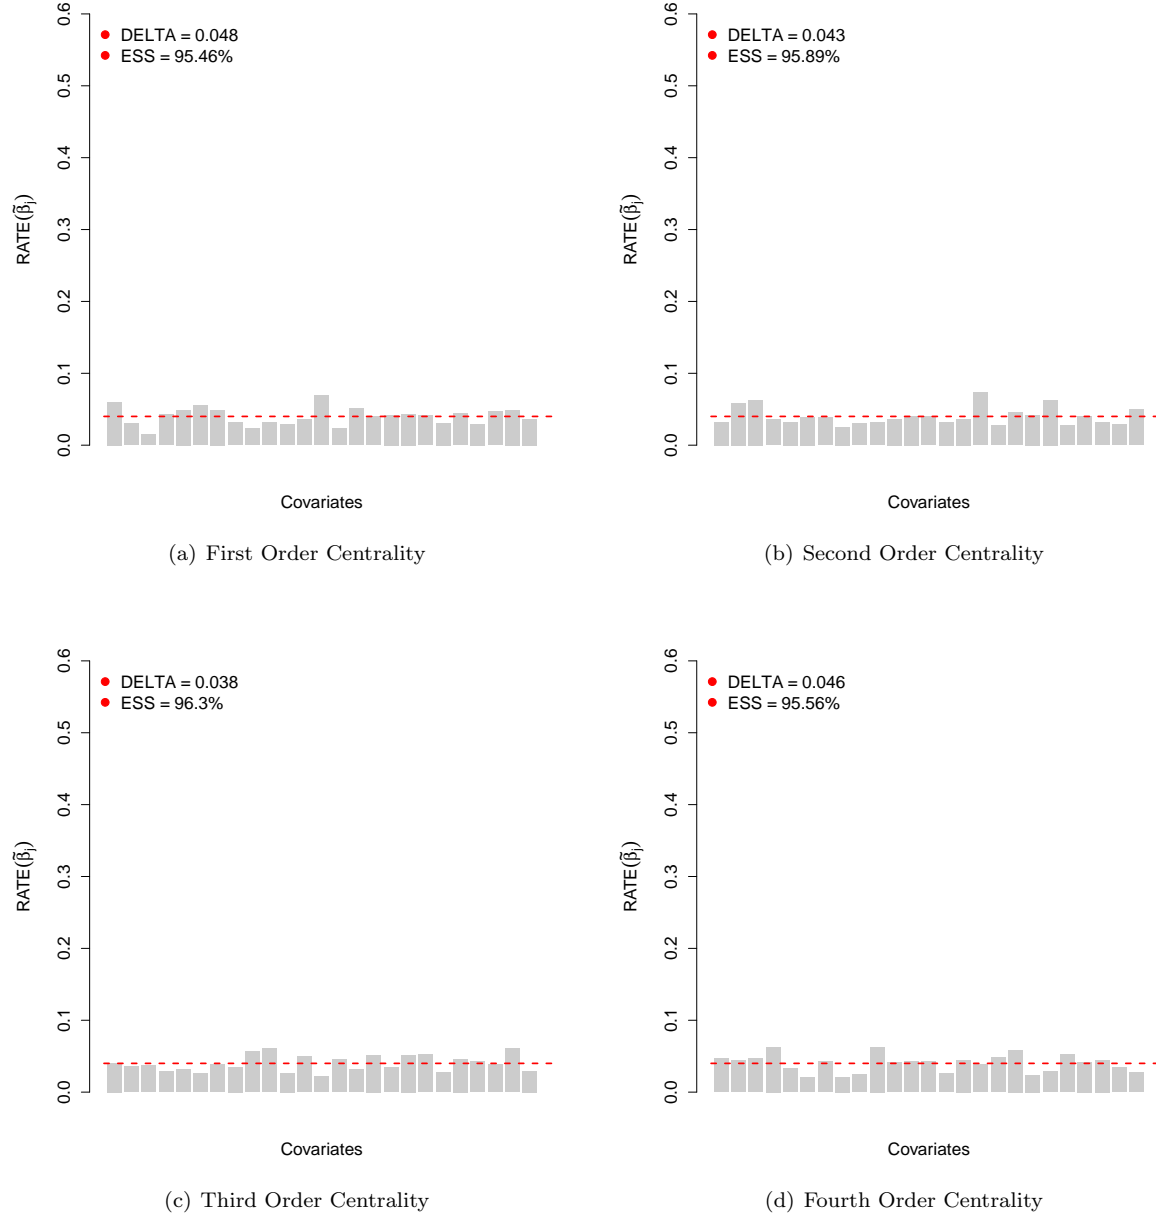 DELTA = 0.048
ESS = 95.46%
0.6
0.5
0.4
0.3
0.2
0.1
0.0
RATE(β̃j)
Covariates
(a) First Order Centrality
DELTA = 0.043
ESS = 95.89%
0.6
0.5
0.4
0.3
0.2
0.1
0.0
RATE(β̃j)
Covariates
(b) Second Order Centrality
DELTA = 0.038
ESS = 96.3%
0.6
0.5
0.4
0.3
0.2
0.1
0.0
RATE(β̃j)
Covariates
(c) Third Order Centrality
DELTA = 0.046
ESS = 95.56%
0.6
0.5
0.4
0.3
0.2
0.1
0.0
RATE(β̃j)
Covariates
(d) Fourth Order Centrality